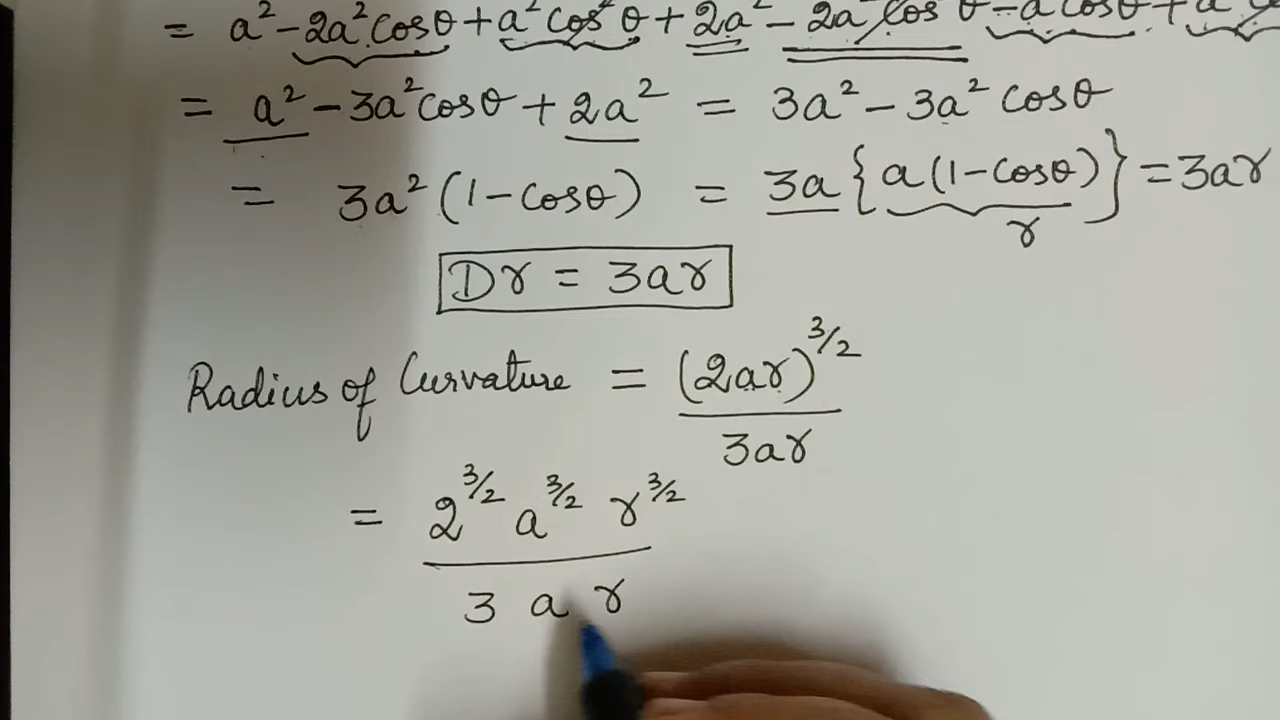 = a² - 2a² cosθ + a² cos² θ + 2a² - 2a cos θ - a cosθ + a
= a² - 3a² cosθ + 2a² = 3a² - 3a² cosθ
= 3a² (1 - cosθ) = 3a {a (1 - cosθ)} = 3ar
r
Dr = 3ar
Radius of Curvature = (2ar)^3/2
3ar
= 2^3/2 a^3/2 r^3/2
3 a r